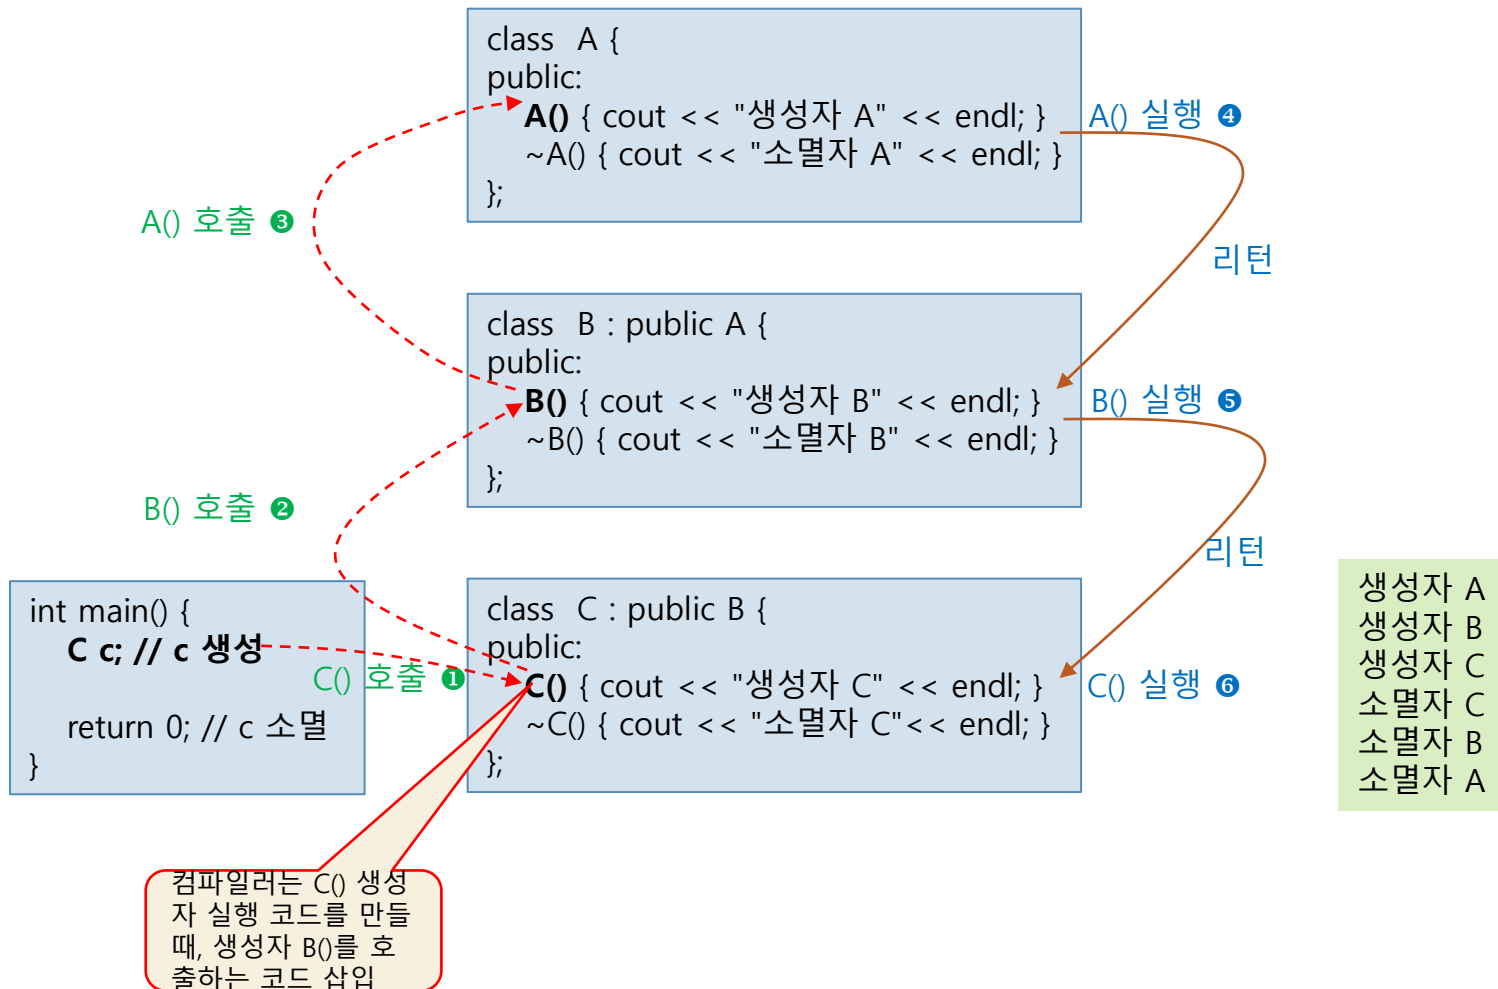 class A {
public:
A() { cout << "생성자 A" << endl; }
~A() { cout << "소멸자 A" << endl; }
};
A() 실행 ❹
A() 호출 ❸
리턴
class B : public A {
public:
B() { cout << "생성자 B" << endl; }
~B() { cout << "소멸자 B" << endl; }
};
B() 실행 ❺
B() 호출 ❷
리턴
int main() {
C c; // c 생성
return 0; // c 소멸
}
C() 호출 ❶
class C : public B {
public:
C() { cout << "생성자 C" << endl; }
~C() { cout << "소멸자 C"<< endl; }
};
C() 실행 ❻
생성자 A
생성자 B
생성자 C
소멸자 C
소멸자 B
소멸자 A
컴파일러는 C() 생성
자 실행 코드를 만들
때, 생성자 B()를 호
출하는 코드 삽입